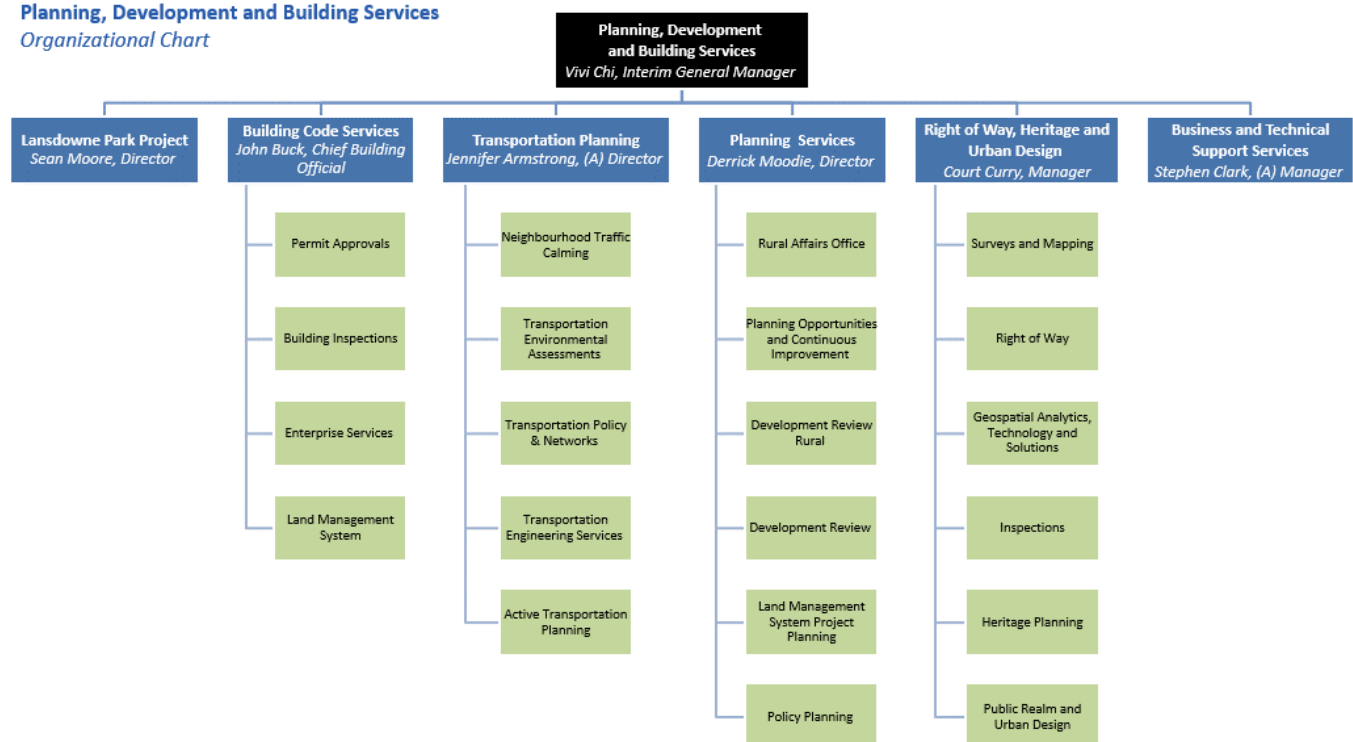 Planning, Development and Building Services
Organizational Chart
Planning, Development
and Building Services
Vivi Chi, Interim General Manager
Lansdowne Park Project
Sean Moore, Director
Building Code Services
John Buck, Chief Building
Official
Transportation Planning
Jennifer Armstrong, (A) Director
Planning Services
Derrick Moodie, Director
Right of Way, Heritage and
Urban Design
Court Curry, Manager
Business and Technical
Support Services
Stephen Clark, (A) Manager
Permit Approvals
Building Inspections
Enterprise Services
Land Management
System
Neighbourhood Traffic
Calming
Transportation
Environmental
Assessments
Transportation Policy
& Networks
Transportation
Engineering Services
Active Transportation
Planning
Rural Affairs Office
Planning Opportunities
and Continuous
Improvement
Development Review
Rural
Development Review
Land Management
System Project
Planning
Policy Planning
Surveys and Mapping
Right of Way
Geospatial Analytics,
Technology and
Solutions
Inspections
Heritage Planning
Public Realm and
Urban Design